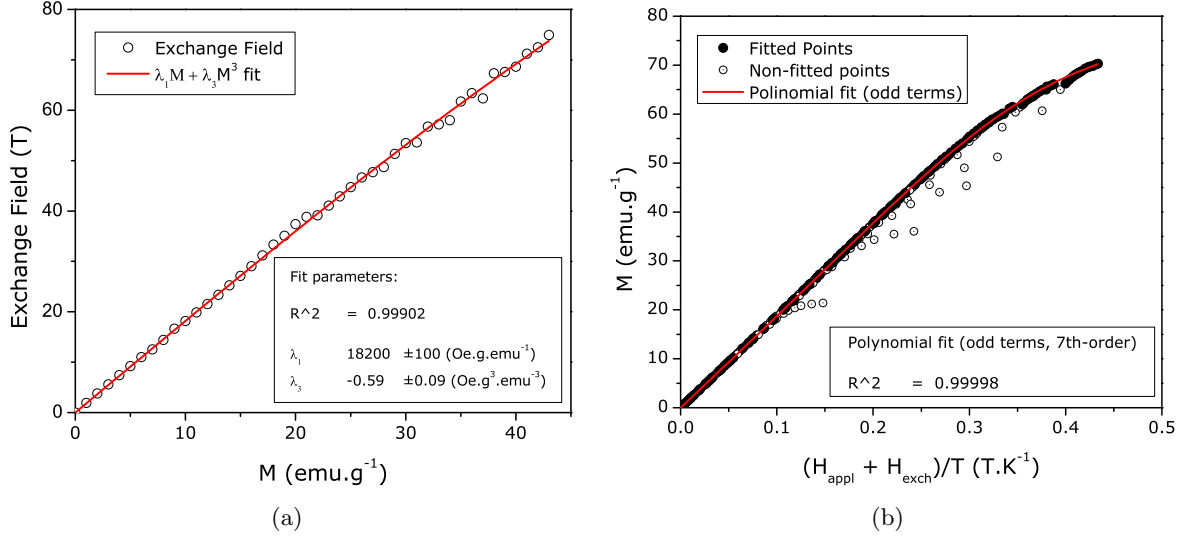 80
60
40
20
0
Exchange Field (T)
Exchange Field
λ₁M + λ₃M³ fit
Fit parameters:
R^2 = 0.99902
λ₁ 18200 ±100 (Oe.g.emu⁻¹)
λ₃ -0.59 ±0.09 (Oe.g³.emu⁻³)
0 10 20 30 40
M (emu.g⁻¹)
(a)
80
70
60
50
40
30
20
10
0
M (emu.g⁻¹)
Fitted Points
Non-fitted points
Polinomial fit (odd terms)
Polynomial fit (odd terms, 7th-order)
R^2 = 0.99998
0.0 0.1 0.2 0.3 0.4 0.5
(H_appl + H_exch)/T (T.K⁻¹)
(b)